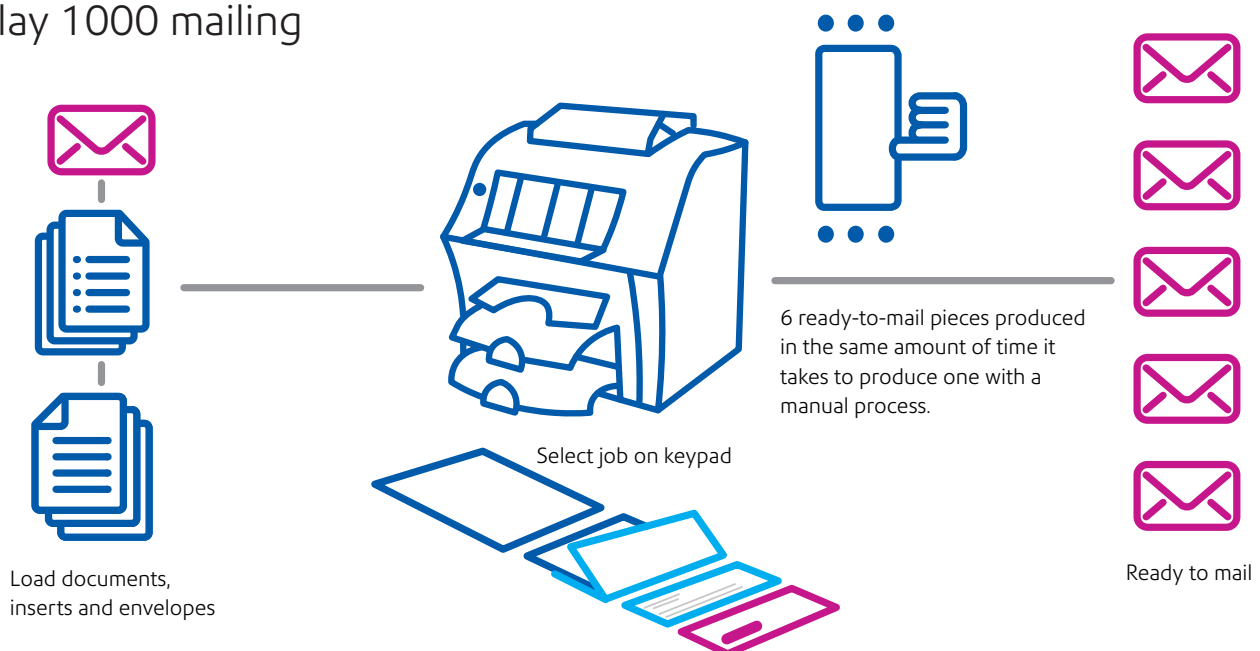 lay 1000 mailing
6 ready-to-mail pieces produced
in the same amount of time it
takes to produce one with a
manual process.
Select job on keypad
Load documents,
inserts and envelopes
Ready to mail